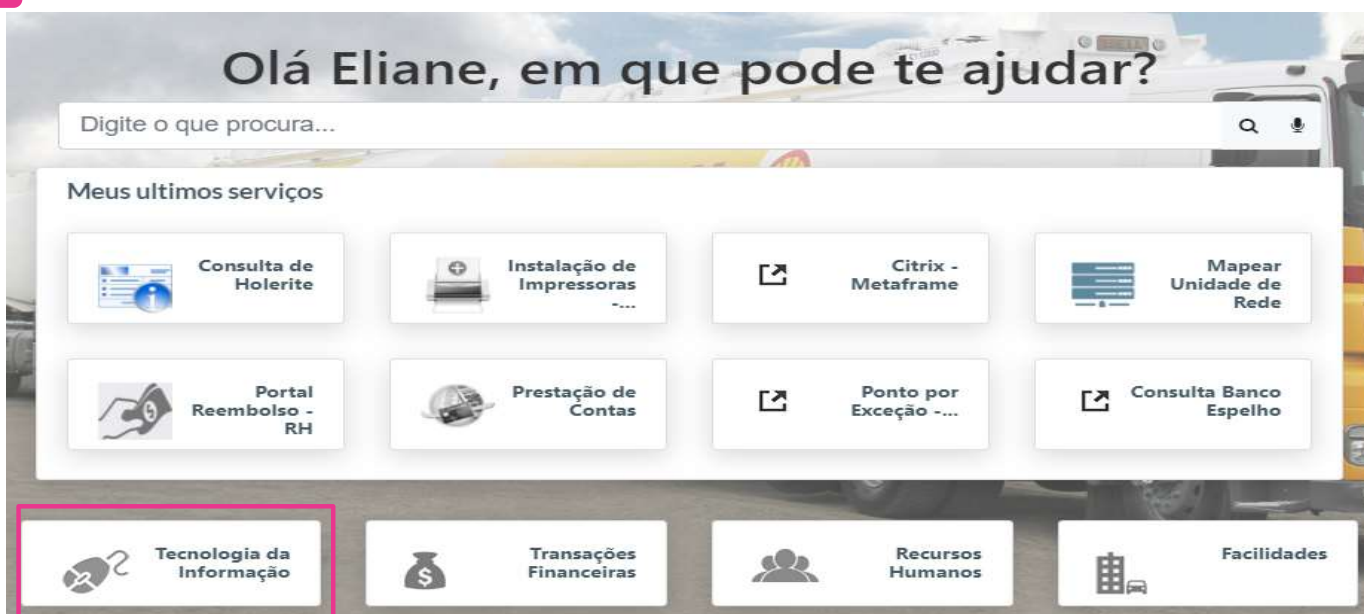 Olá Eliane, em que pode te ajudar?
Digite o que procura...
Meus ultimos serviços
Consulta de
Holerite
Instalação de
Impressoras
-...
Citrix -
Metaframe
Mapear
Unidade de
Rede
Portal
Reembolso -
RH
Prestação de
Contas
Ponto por
Exceção -...
Consulta Banco
Espelho
Tecnologia da
Informação
Transações
Financeiras
Recursos
Humanos
Facilidades